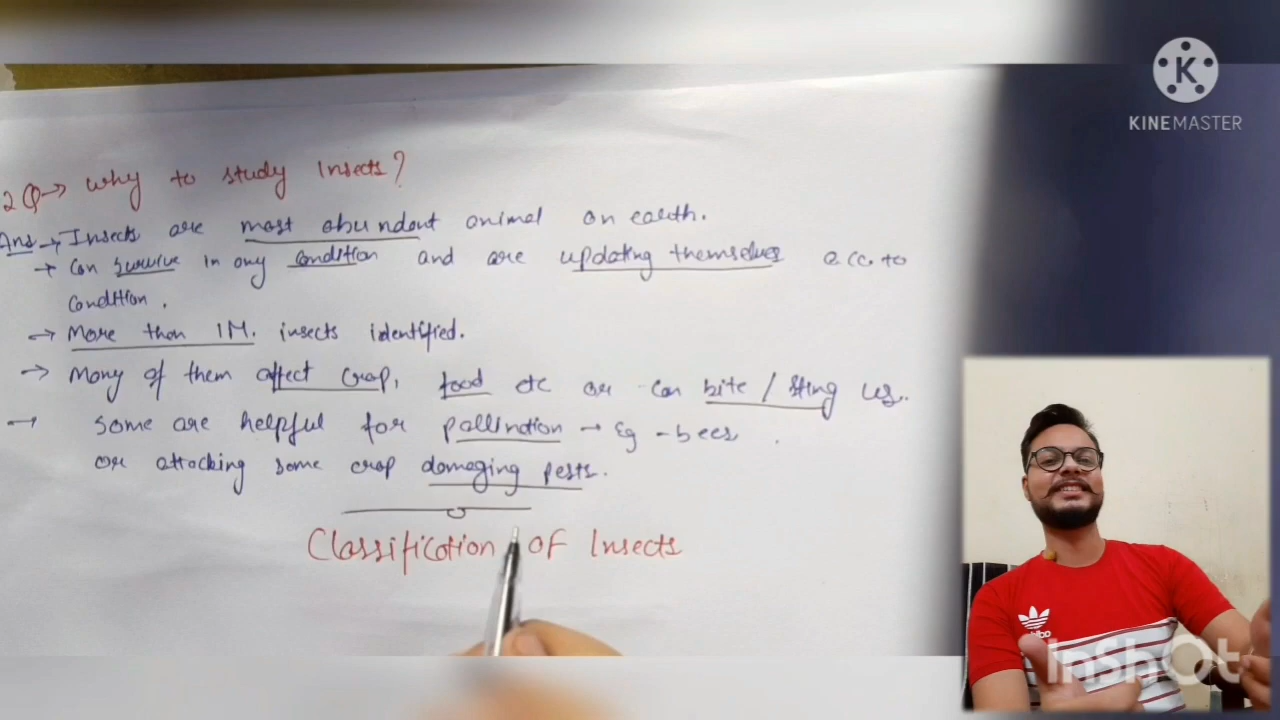 2Q→ Why to study Insects?
Ans→ Insects are most abundant animal on earth.
→ Can survive in any condition and are updating themselves acc to
condition.
→ More than 1M. insects identified.
→ Many of them affect crop, food etc or can bite / sting us.
→ some are helpful for pollination → Eg - bees.
or attacking some crop damaging pests.
Classification of Insects
K
KINEMASTER
InShOt